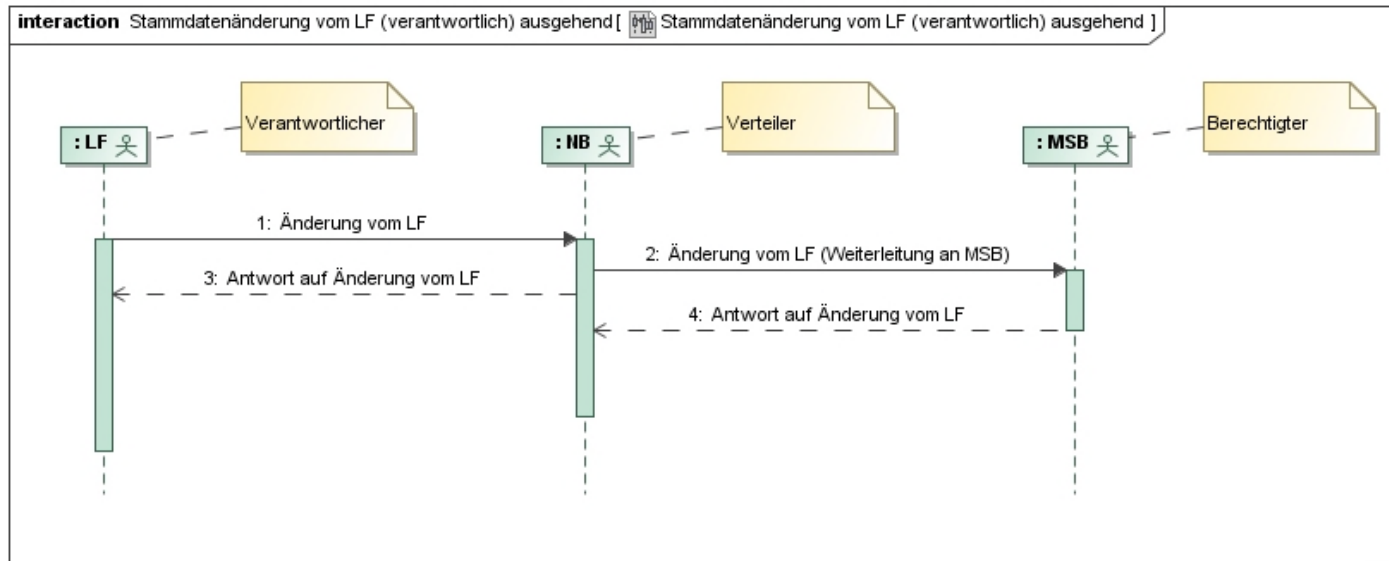 interaction Stammdatenänderung vom LF (verantwortlich) ausgehend [ Stammdatenänderung vom LF (verantwortlich) ausgehend ]
Verantwortlicher
Verteiler
Berechtigter
: LF
: NB
: MSB
1: Änderung vom LF
2: Änderung vom LF (Weiterleitung an MSB)
3: Antwort auf Änderung vom LF
4: Antwort auf Änderung vom LF